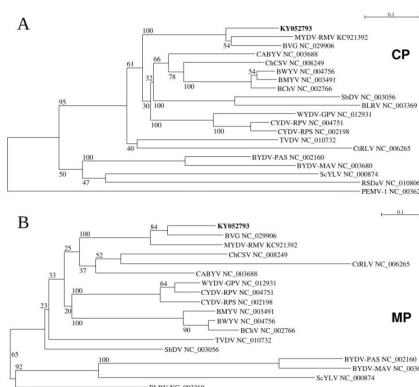 A
0.1
CP
100
KY052793
MYDV-RMV KC921392
54
BVG NC_029906
CABYV NC_003688
66
ChCSV NC_008249
78
61
BWYV NC_004756
54
BMYV NC_003491
32
100
BChV NC_002766
SbDV NC_003056
30
100
BLRV NC_003369
95
WYDV-GPV NC_012931
100
CYDV-RPV NC_004751
100
CYDV-RPS NC_002198
TVDV NC_010732
40
CtRLV NC_006265
100
BYDV-PAS NC_002160
BYDV-MAV NC_003680
50
ScYLV NC_000874
47
RSDaV NC_010806
PEMV-1
B
0.1
MP
84
KY052793
100
BVG NC_029906
25
MYDV-RMV KC921392
52
ChCSV NC_008249
37
CtRLV NC_006265
CABYV NC_003688
33
WYDV-GPV NC_012931
64
100
CYDV-RPV NC_004751
CYDV-RPS NC_002198
20
BMYV NC_003491
23
100
BWYV NC_004756
90
BChV NC_002766
TVDV NC_010732
SbDV NC_003056
65
BYDV-PAS NC_002160
100
BYDV-MAV
92
ScYLV NC_000874